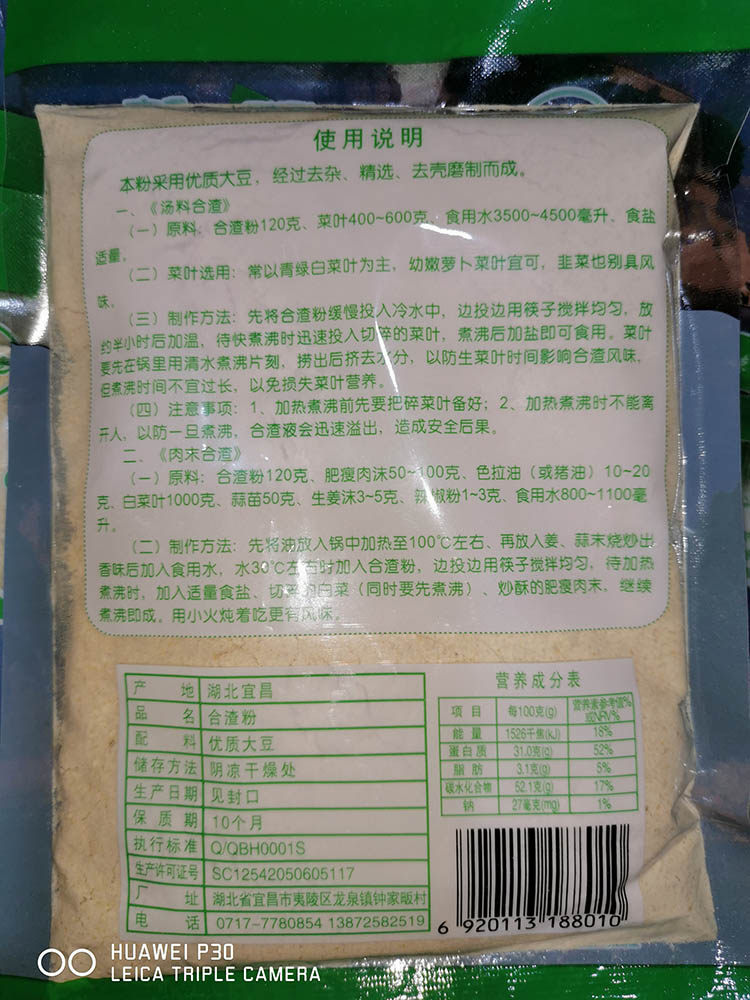 使用说明
本粉采用优质大豆，经过去杂、精选、去壳磨制而成。
一、《汤料合渣》
（一）原料：合渣粉120克、菜叶400~600克、食用水3500~4500毫升、食盐
适量。
（二）菜叶选用：常以青绿白菜叶为主，幼嫩萝卜菜叶宜可，韭菜也别具风
味。
（三）制作方法：先将合渣粉缓慢投入冷水中，边投边用筷子搅拌均匀，放
约半小时后加温，待快煮沸时迅速投入切碎的菜叶，煮沸后加盐即可食用。菜叶
要先在锅里用清水煮沸片刻，捞出后挤去水分，以防生菜叶时间影响合渣风味，
但煮沸时间不宜过长，以免损失菜叶营养。
（四）注意事项：1、加热煮沸前先要把碎菜叶备好；2、加热煮沸时不能离
开人，以防一旦煮沸，合渣液会迅速溢出，造成安全后果。
二、《肉末合渣》
（一）原料：合渣粉120克、肥瘦肉沫50~100克、色拉油（或猪油）10~20
克、白菜叶1000克、蒜苗50克、生姜沫3~5克、辣椒粉1~3克、食用水800~1100毫
升。
（二）制作方法：先将油放入锅中加热至100℃左右、再放入姜、蒜末烧炒出
香味后加入食用水，水30℃左右时加入合渣粉，边投边用筷子搅拌均匀，待加热
煮沸时，加入适量食盐、切碎的白菜（同时要先煮沸）、炒酥的肥瘦肉末，继续
煮沸即成。用小火炖着吃更有风味。
产 地 湖北宜昌
品 名 合渣粉
配 料 优质大豆
储存方法 阴凉干燥处
生产日期 见封口
保质期 10个月
执行标准 Q/QBH0001S
生产许可证号 SC12542050605117
厂 址 湖北省宜昌市夷陵区龙泉镇钟家畈村
电 话 0717-7780854 13872582519
营养成分表
项目 每100克(g) 营养素参考值%或NRV%
能量 1526千焦(kJ) 18%
蛋白质 31.0克(g) 52%
脂肪 3.1克(g) 5%
碳水化合物 52.1克(g) 17%
钠 27毫克(mg) 1%
6 920113 188010
HUAWEI P30
LEICA TRIPLE CAMERA